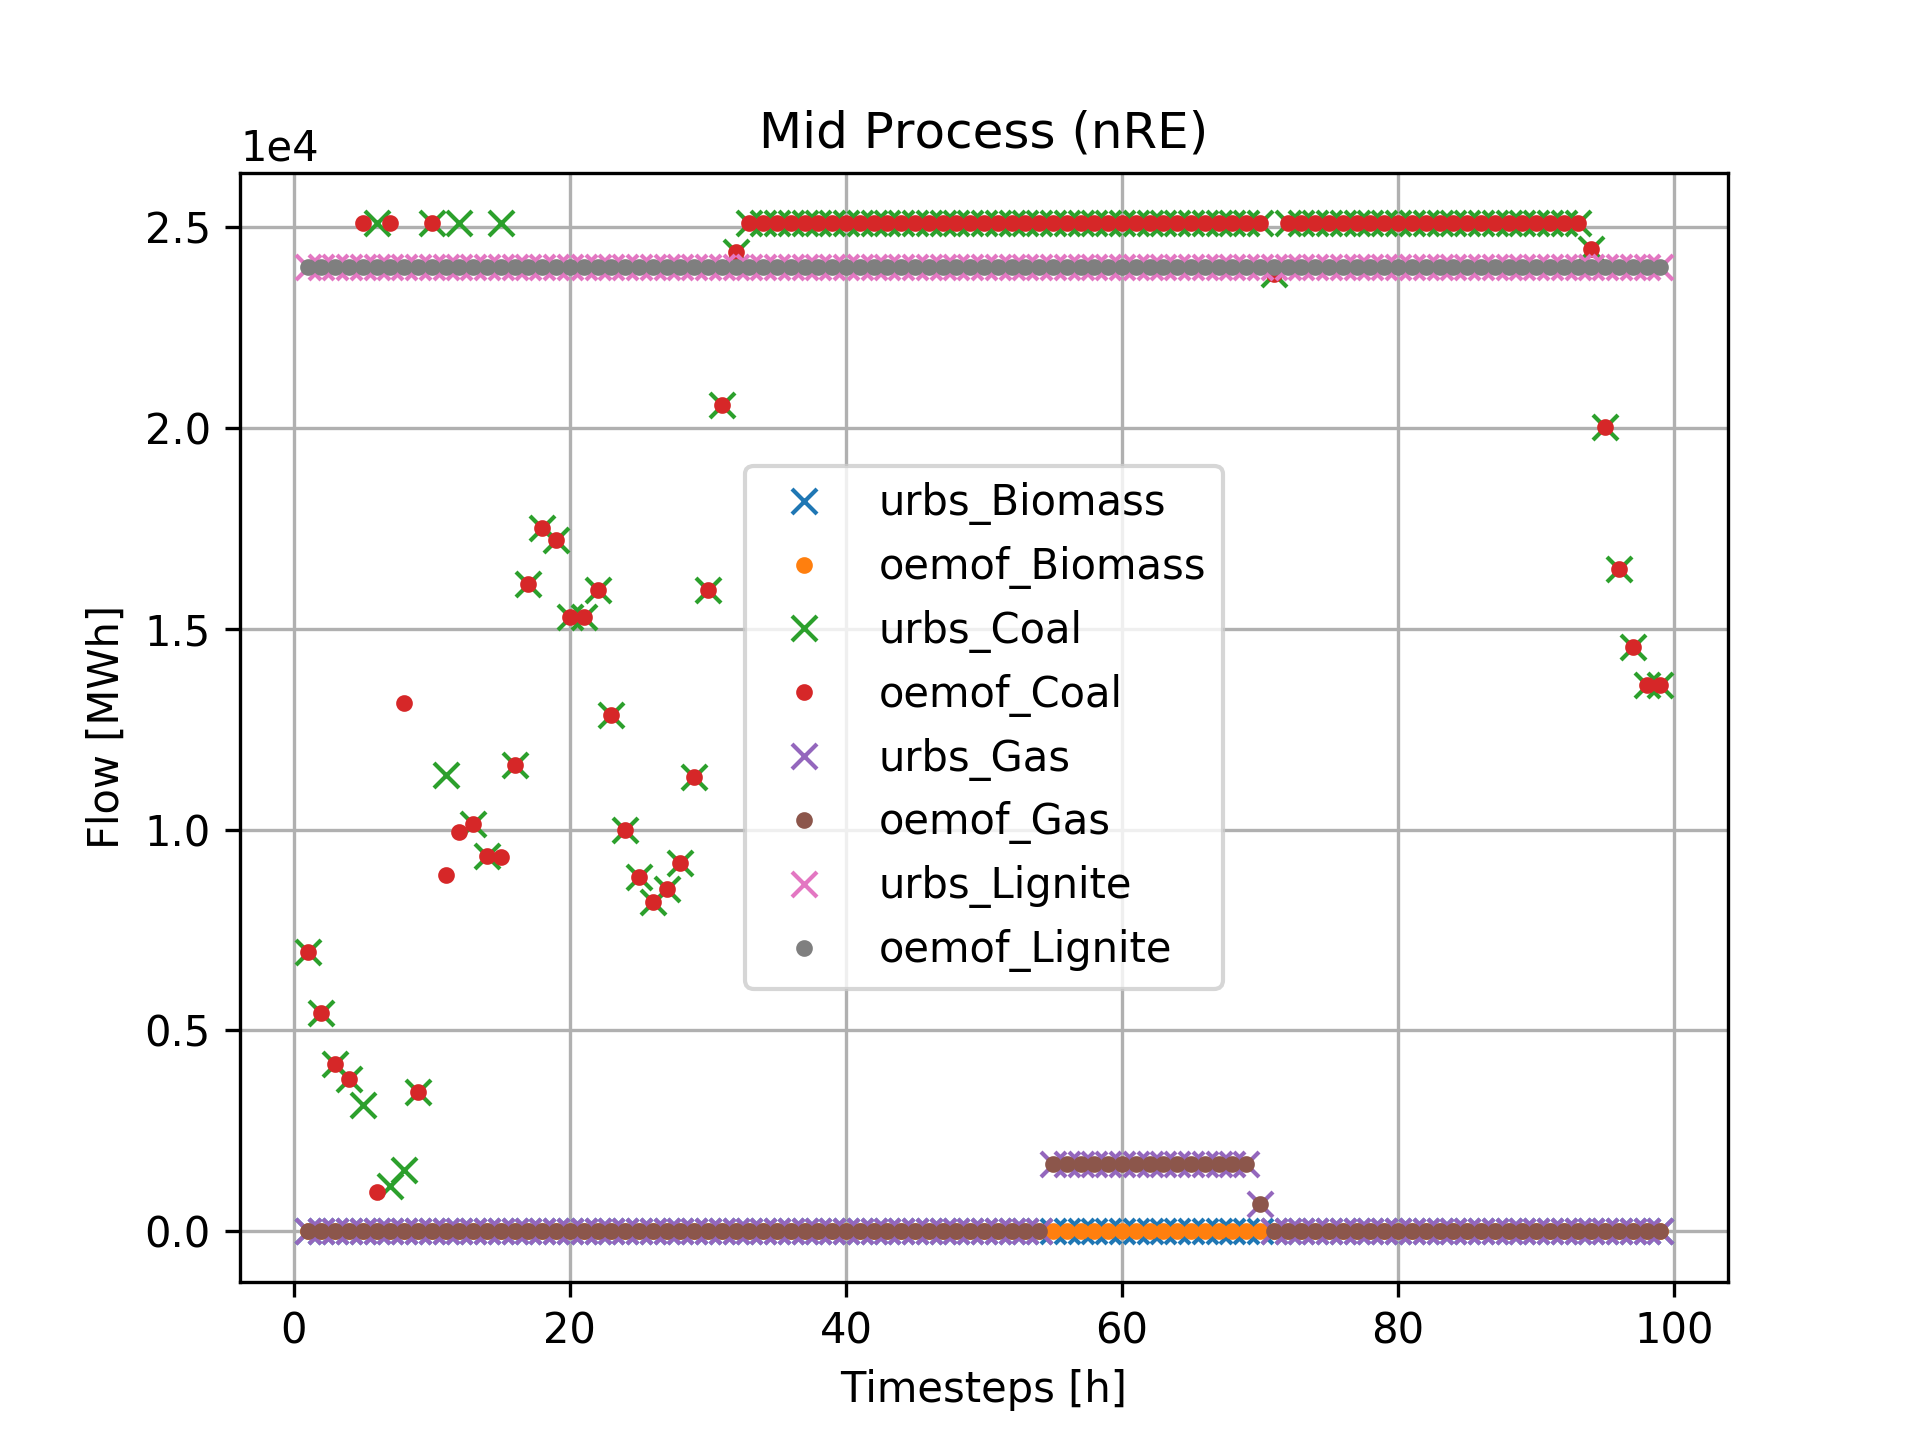 Mid Process (nRE)
1e4
2.5
2.0
1.5
1.0
0.5
0.0
Flow [MWh]
urbs_Biomass
oemof_Biomass
urbs_Coal
oemof_Coal
urbs_Gas
oemof_Gas
urbs_Lignite
oemof_Lignite
0 20 40 60 80 100
Timesteps [h]